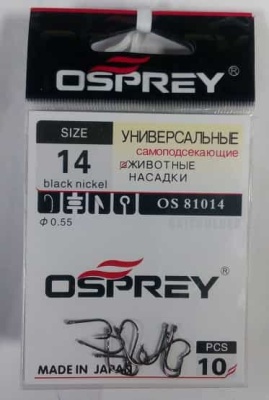 OSPREY®
SIZE
14
black nickel
УНИВЕРСАЛЬНЫЕ
самоподсекающие
ЖИВОТНЫЕ
НАСАДКИ
OS 81014
Ф 0.55
OSPREY®
MADE IN JAPAN
PCS
10